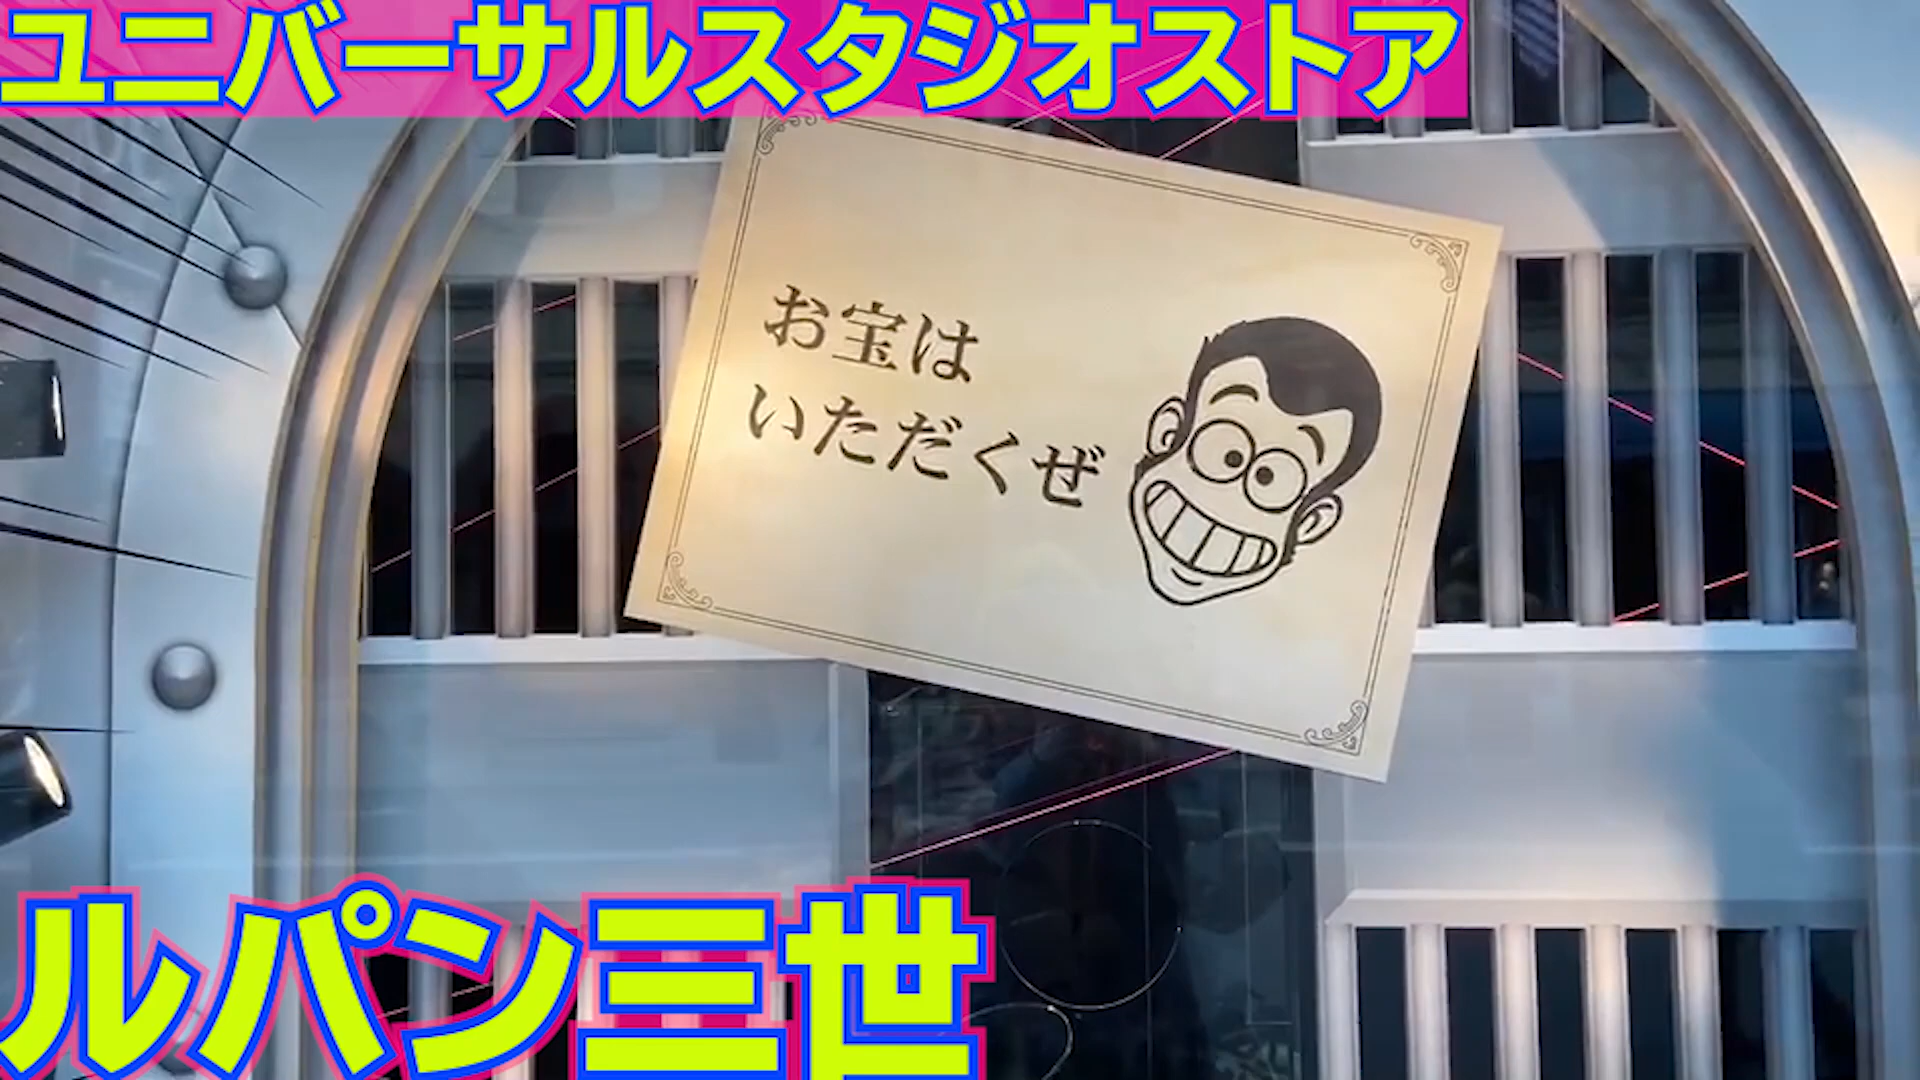 ユニバーサルスタジオストア
お宝は
いただくぜ
ルパン三世